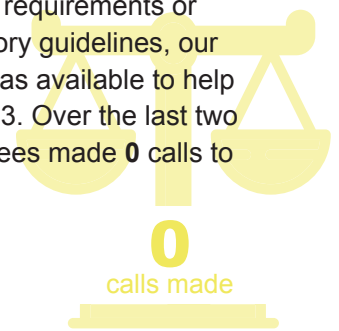 requirements or
ory guidelines, our
as available to help
3. Over the last two
ees made 0 calls to
0
calls made